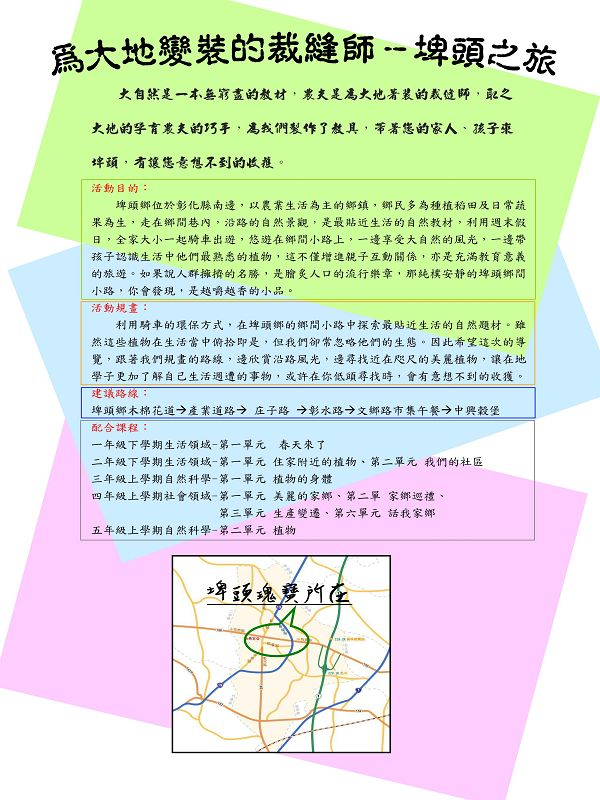 為大地變裝的裁縫師--埤頭之旅
大自然是一本無窮盡的教材，農夫是為大地著裝的裁縫師，取之
大地的孕育農夫的巧手，為我們製作了教具，帶著您的家人、孩子來
埤頭，有讓您意想不到的收穫。
活動目的：
埤頭鄉位於彰化縣南邊，以農業生活為主的鄉鎮，鄉民多為種植稻田及日常蔬
果為生，走在鄉間巷內，沿路的自然景觀，是最貼近生活的自然教材，利用週末假
日，全家大小一起騎車出遊，悠遊在鄉間小路上，一邊享受大自然的風光，一邊帶
孩子認識生活中他們最熟悉的植物，這不僅增進親子互動關係，亦是充滿教育意義
的旅遊。如果說人群擁擠的名勝，是膾炙人口的流行樂章，那純樸安靜的埤頭鄉間
小路，你會發現，是越嚼越香的小品。
活動規畫：
利用騎車的環保方式，在埤頭鄉的鄉間小路中探索最貼近生活的自然題材。雖
然這些植物在生活當中俯拾即是，但我們卻常忽略他們的生態。因此希望這次的導
覽，跟著我們規畫的路線，邊欣賞沿路風光，邊尋找近在咫尺的美麗植物，讓在地
學子更加了解自己生活週遭的事物，或許在你低頭尋找時，會有意想不到的收獲。
建議路線：
埤頭鄉木棉花道→產業道路→ 庄子路 →彰水路→文鄉路市集午餐→中興穀堡
配合課程：
一年級下學期生活領域-第一單元 春天來了
二年級下學期生活領域-第一單元 住家附近的植物、第二單元 我們的社區
三年級上學期自然科學-第一單元 植物的身體
四年級上學期社會領域-第一單元 美麗的家鄉、第二單 家鄉巡禮、
第三單元 生產變遷、第六單元 話我家鄉
五年級上學期自然科學-第二單元 植物
埤頭瑰寶所在